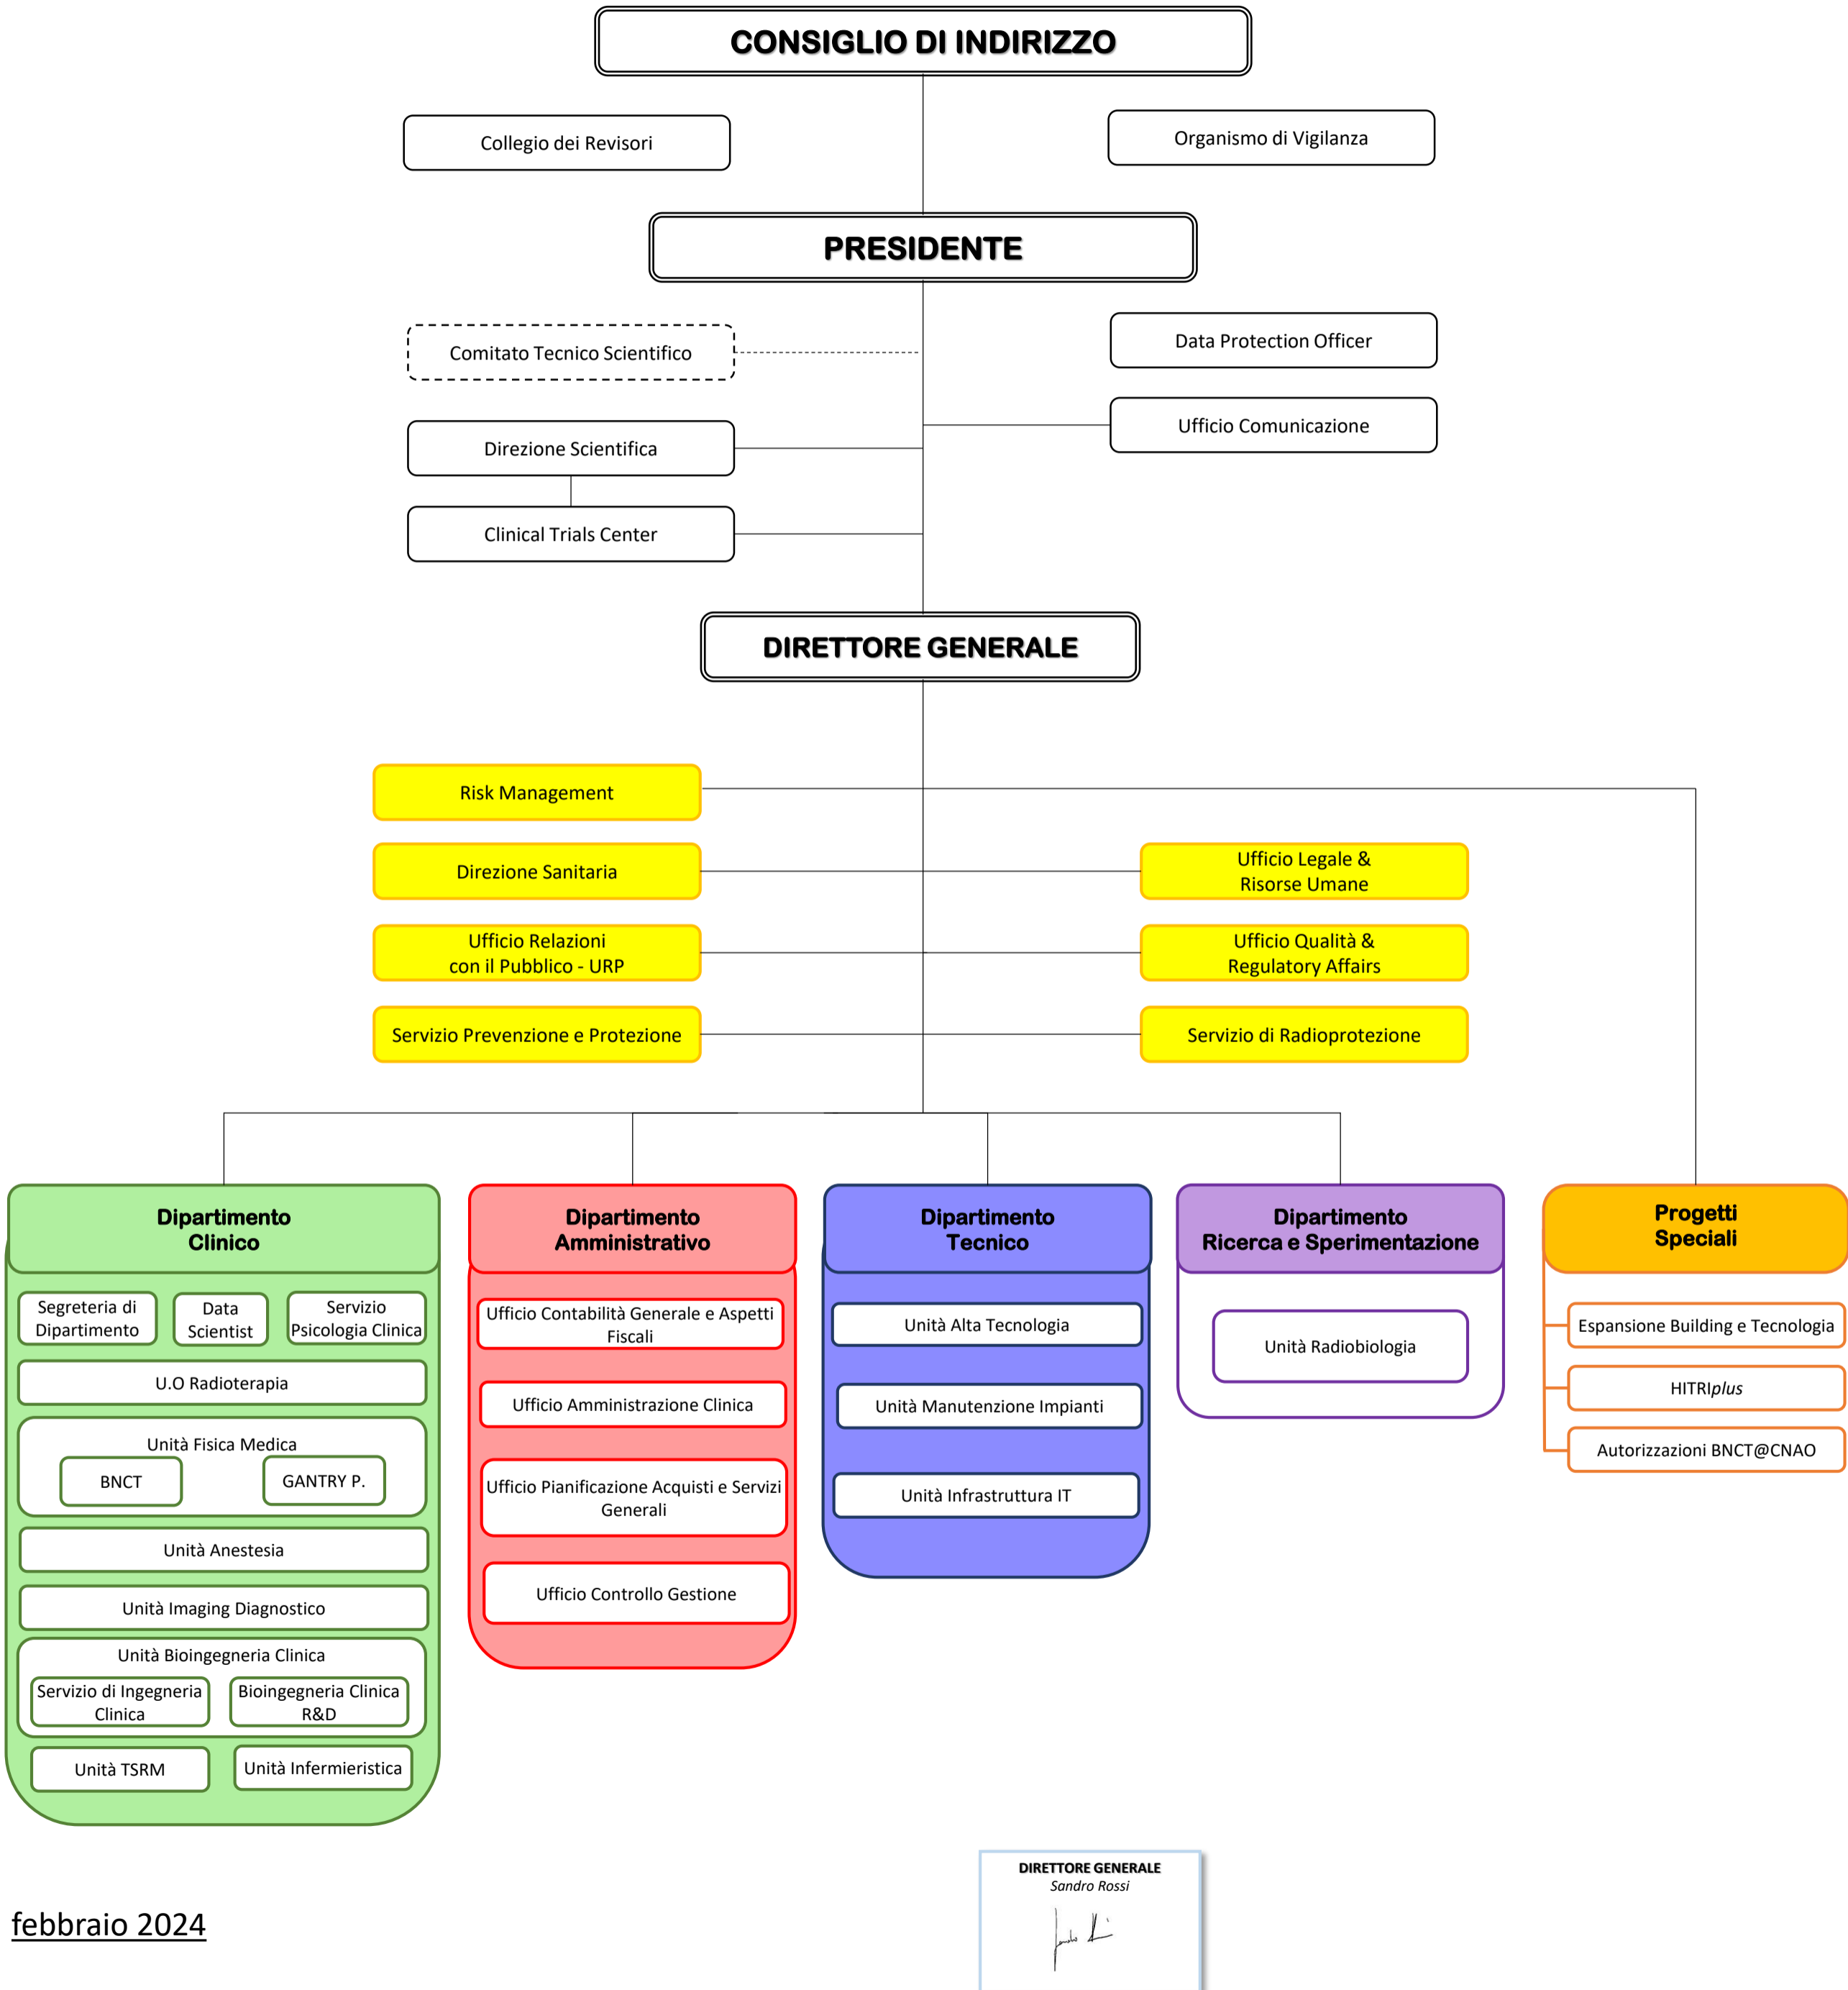 CONSIGLIO DI INDIRIZZO
Collegio dei Revisori
Organismo di Vigilanza
PRESIDENTE
Comitato Tecnico Scientifico
Data Protection Officer
Ufficio Comunicazione
Direzione Scientifica
Clinical Trials Center
DIRETTORE GENERALE
Risk Management
Direzione Sanitaria
Ufficio Legale &
Risorse Umane
Ufficio Relazioni
con il Pubblico - URP
Ufficio Qualità &
Regulatory Affairs
Servizio Prevenzione e Protezione
Servizio di Radioprotezione
Dipartimento
Clinico
Segreteria di
Dipartimento
Data
Scientist
Servizio
Psicologia Clinica
U.O Radioterapia
Unità Fisica Medica
BNCT
GANTRY P.
Unità Anestesia
Unità Imaging Diagnostico
Unità Bioingegneria Clinica
Servizio di Ingegneria
Clinica
Bioingegneria Clinica
R&D
Unità TSRM
Unità Infermieristica
Dipartimento
Amministrativo
Ufficio Contabilità Generale e Aspetti
Fiscali
Ufficio Amministrazione Clinica
Ufficio Pianificazione Acquisti e Servizi
Generali
Ufficio Controllo Gestione
Dipartimento
Tecnico
Unità Alta Tecnologia
Unità Manutenzione Impianti
Unità Infrastruttura IT
Dipartimento
Ricerca e Sperimentazione
Unità Radiobiologia
Progetti
Speciali
Espansione Building e Tecnologia
HITRIplus
Autorizzazioni BNCT@CNAO
febbraio 2024
DIRETTORE GENERALE
Sandro Rossi